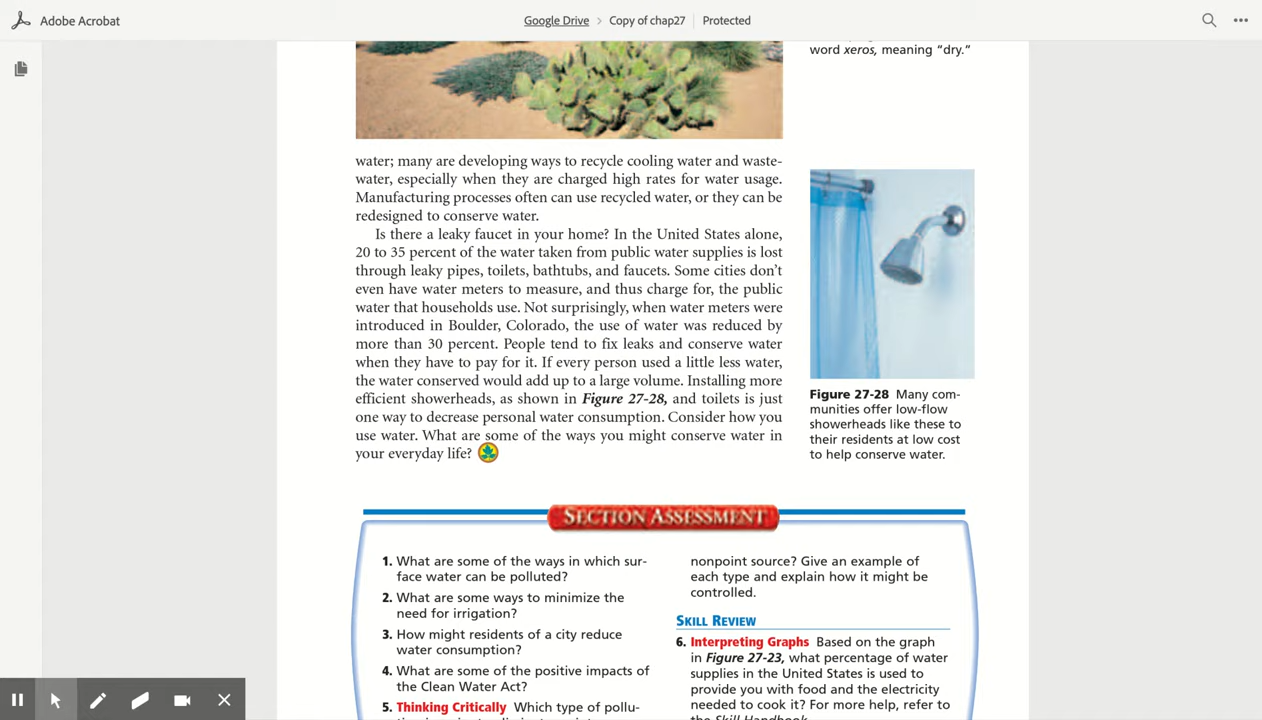 Adobe Acrobat
Google Drive > Copy of chap27 Protected
word xeros, meaning "dry."
water; many are developing ways to recycle cooling water and waste-
water, especially when they are charged high rates for water usage.
Manufacturing processes often can use recycled water, or they can be
redesigned to conserve water.
Is there a leaky faucet in your home? In the United States alone,
20 to 35 percent of the water taken from public water supplies is lost
through leaky pipes, toilets, bathtubs, and faucets. Some cities don't
even have water meters to measure, and thus charge for, the public
water that households use. Not surprisingly, when water meters were
introduced in Boulder, Colorado, the use of water was reduced by
more than 30 percent. People tend to fix leaks and conserve water
when they have to pay for it. If every person used a little less water,
the water conserved would add up to a large volume. Installing more
efficient showerheads, as shown in Figure 27-28, and toilets is just
one way to decrease personal water consumption. Consider how you
use water. What are some of the ways you might conserve water in
your everyday life?
Figure 27-28 Many com-
munities offer low-flow
showerheads like these to
their residents at low cost
to help conserve water.
SECTION ASSESSMENT
1. What are some of the ways in which sur-
face water can be polluted?
2. What are some ways to minimize the
need for irrigation?
3. How might residents of a city reduce
water consumption?
4. What are some of the positive impacts of
the Clean Water Act?
5. Thinking Critically Which type of pollu-
nonpoint source? Give an example of
each type and explain how it might be
controlled.
SKILL REVIEW
6. Interpreting Graphs Based on the graph
in Figure 27-23, what percentage of water
supplies in the United States is used to
provide you with food and the electricity
needed to cook it? For more help, refer to
the Skill Handbook.